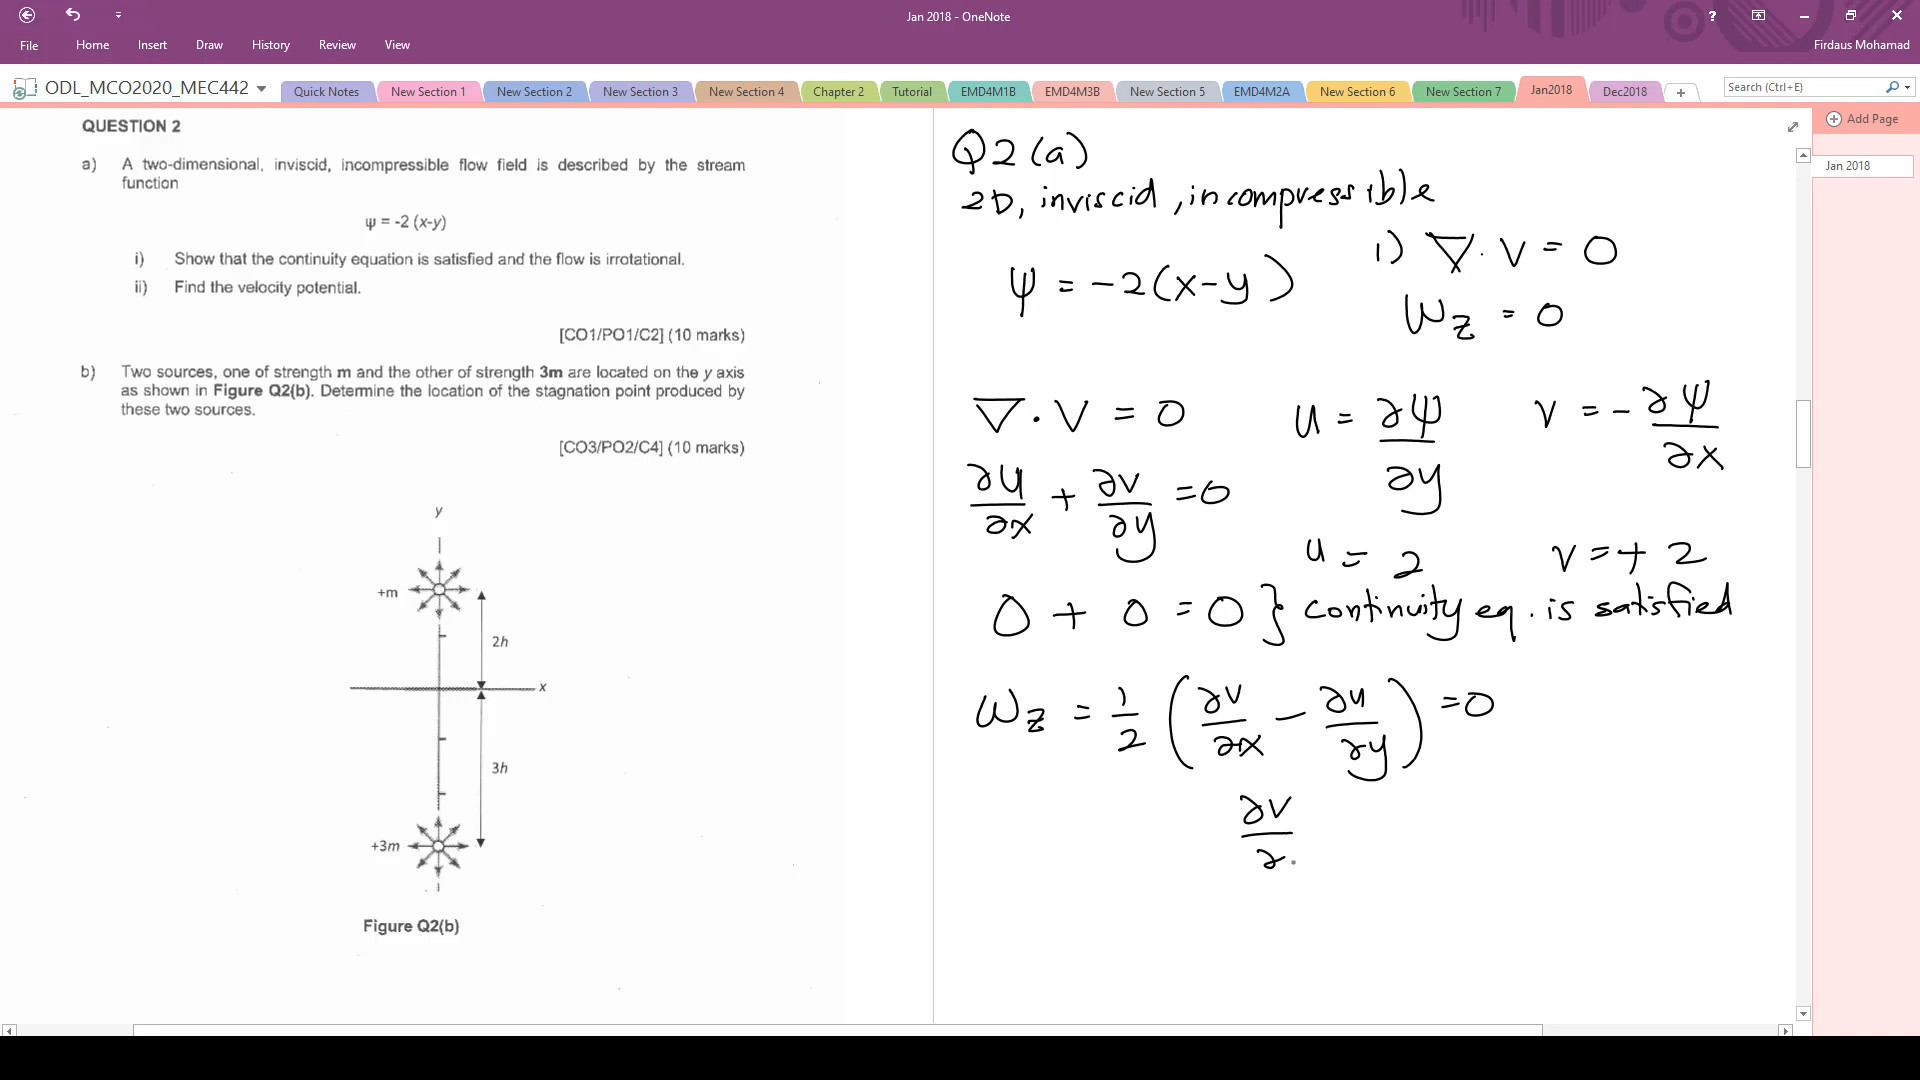 Jan 2018 - OneNote
File Home Insert Draw History Review View
Firdaus Mohamad
ODL_MCO2020_MEC442
Quick Notes New Section 1 New Section 2 New Section 3 New Section 4 Chapter 2 Tutorial EMD4M1B EMD4M3B New Section 5 EMD4M2A New Section 6 New Section 7 Jan2018 Dec2018 +
Search (Ctrl+E)
Add Page
Jan 2018
QUESTION 2
a) A two-dimensional, inviscid, incompressible flow field is described by the stream
function
ψ = -2 (x-y)
i) Show that the continuity equation is satisfied and the flow is irrotational.
ii) Find the velocity potential.
[CO1/PO1/C2] (10 marks)
b) Two sources, one of strength m and the other of strength 3m are located on the y axis
as shown in Figure Q2(b). Determine the location of the stagnation point produced by
these two sources.
[CO3/PO2/C4] (10 marks)
y
+m
2h
x
3h
+3m
Figure Q2(b)
Q2 (a)
2D, inviscid, incompressible
ψ = -2(x-y)
i) ∇·V = 0
ω_z = 0
∇·V = 0
u = ∂ψ/∂y
v = -∂ψ/∂x
∂u/∂x + ∂v/∂y = 0
u = 2
v = + 2
0 + 0 = 0 } continuity eq. is satisfied
ω_z = 1/2 (∂v/∂x - ∂u/∂y) = 0
∂v/∂